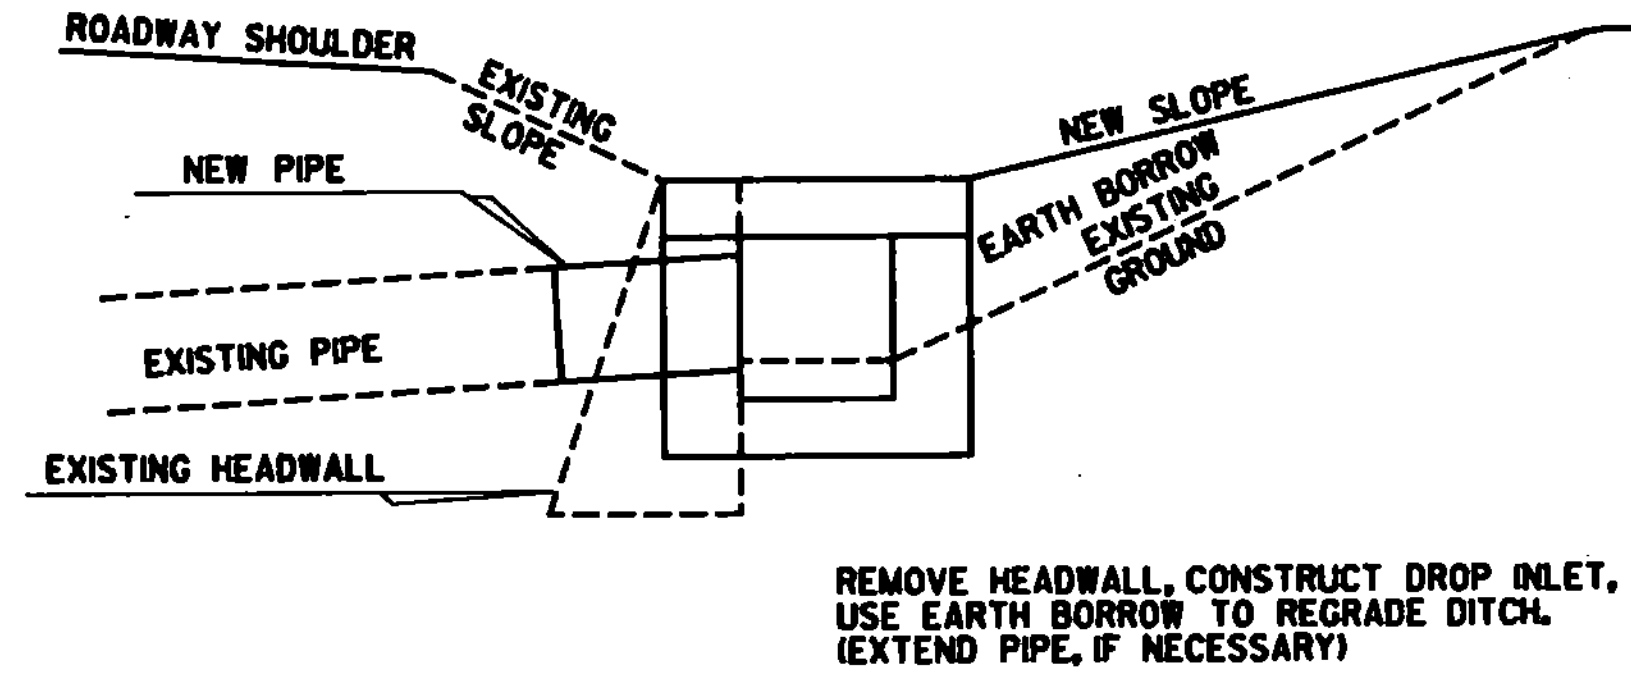 ROADWAY SHOULDER
EXISTING
SLOPE
NEW PIPE
NEW SLOPE
EARTH BORROW
EXISTING
GROUND
EXISTING PIPE
EXISTING HEADWALL
REMOVE HEADWALL, CONSTRUCT DROP INLET,
USE EARTH BORROW TO REGRADE DITCH.
(EXTEND PIPE, IF NECESSARY)